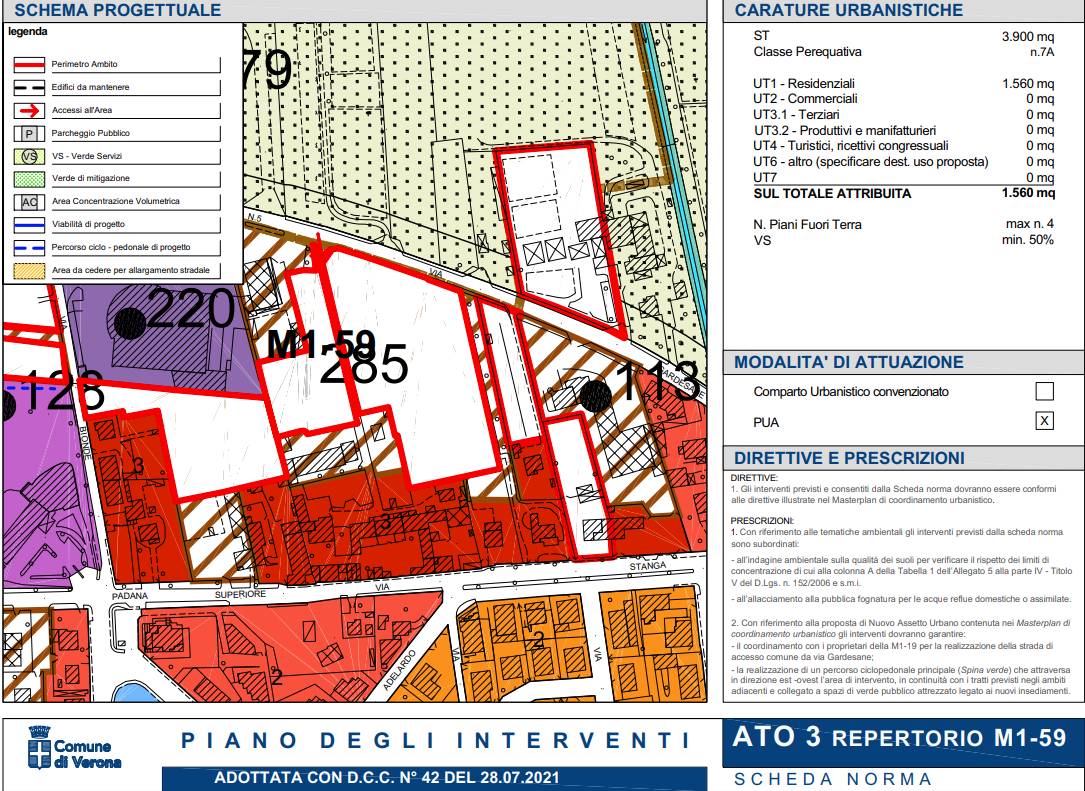 SCHEMA PROGETTUALE
legenda
Perimetro Ambito
Edifici da mantenere
Accessi all'Area
P Parcheggio Pubblico
VS VS - Verde Servizi
Verde di mitigazione
AC Area Concentrazione Volumetrica
Viabilità di progetto
Percorso ciclo - pedonale di progetto
Area da cedere per allargamento stradale
79
N.5
VIA
220
M1-59
285
128
113
GARDESANE
VIA
BIONDE
3
3
STANGA
PADANA
SUPERIORE
VIA
2
2
ADELARDO
VIA
VIA
CARATURE URBANISTICHE
ST 3.900 mq
Classe Perequativa n.7A
UT1 - Residenziali 1.560 mq
UT2 - Commerciali 0 mq
UT3.1 - Terziari 0 mq
UT3.2 - Produttivi e manifatturieri 0 mq
UT4 - Turistici, ricettivi congressuali 0 mq
UT6 - altro (specificare dest. uso proposta) 0 mq
UT7 0 mq
SUL TOTALE ATTRIBUITA 1.560 mq
N. Piani Fuori Terra max n. 4
VS min. 50%
MODALITA' DI ATTUAZIONE
Comparto Urbanistico convenzionato
PUA X
DIRETTIVE E PRESCRIZIONI
DIRETTIVE:
1. Gli interventi previsti e consentiti dalla Scheda norma dovranno essere conformi
alle direttive illustrate nel Masterplan di coordinamento urbanistico.
PRESCRIZIONI:
1. Con riferimento alle tematiche ambientali gli interventi previsti dalla scheda norma
sono subordinati:
- all'indagine ambientale sulla qualità dei suoli per verificare il rispetto dei limiti di
concentrazione di cui alla colonna A della Tabella 1 dell'Allegato 5 alla parte IV - Titolo
V del D.Lgs. n. 152/2006 e s.m.i.
- all'allacciamento alla pubblica fognatura per le acque reflue domestiche o assimilate.
2. Con riferimento alla proposta di Nuovo Assetto Urbano contenuta nei Masterplan di
coordinamento urbanistico gli interventi dovranno garantire:
- il coordinamento con i proprietari della M1-19 per la realizzazione della strada di
accesso comune da via Gardesane;
- la realizzazione di un percorso ciclopedonale principale (Spina verde) che attraversa
in direzione est -ovest l'area di intervento, in continuità con i tratti previsti negli ambiti
adiacenti e collegato a spazi di verde pubblico attrezzato legato ai nuovi insediamenti.
Comune
di Verona
PIANO DEGLI INTERVENTI
ADOTTATA CON D.C.C. N° 42 DEL 28.07.2021
ATO 3 REPERTORIO M1-59
SCHEDA NORMA